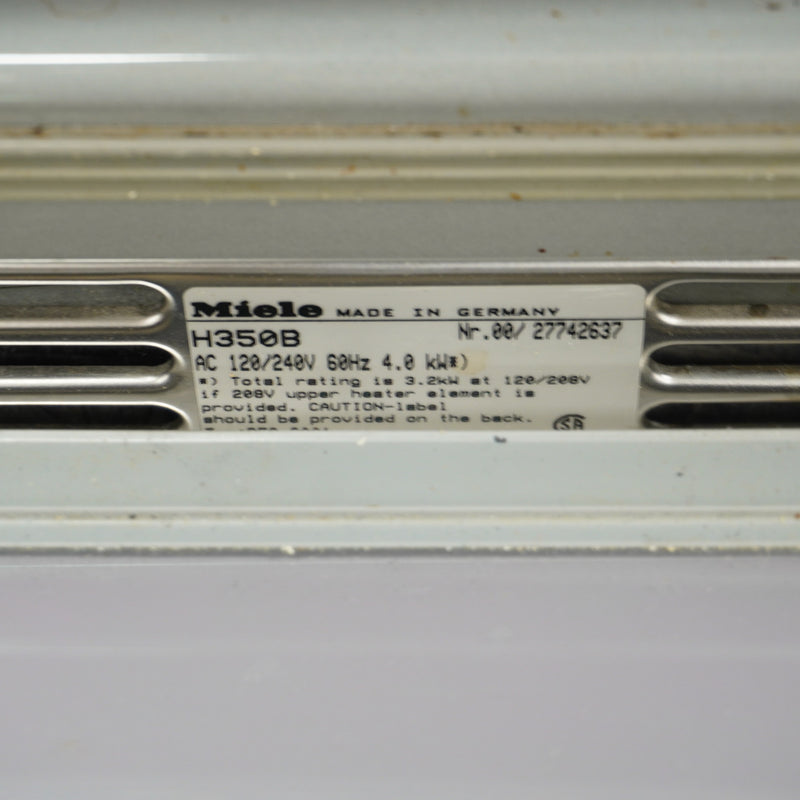 Miele MADE IN GERMANY
H350B Nr.00/ 27742637
AC 120/240V 60Hz 4.0 kW*)
*) Total rating is 3.2kW at 120/208V
if 208V upper heater element is
provided. CAUTION-label
should be provided on the back.
SA